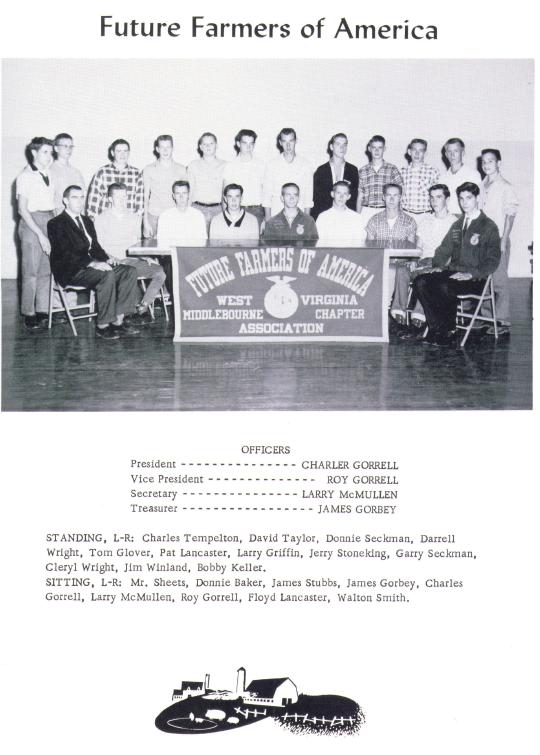 Future Farmers of America
FUTURE FARMERS OF AMERICA
WEST VIRGINIA
MIDDLEBOURNE CHAPTER
ASSOCIATION
OFFICERS
President - - - - - - - - - - - - - - - CHARLER GORRELL
Vice President - - - - - - - - - - - - - - ROY GORRELL
Secretary - - - - - - - - - - - - - - - LARRY McMULLEN
Treasurer - - - - - - - - - - - - - - - - - JAMES GORBEY
STANDING, L-R: Charles Tempelton, David Taylor, Donnie Seckman, Darrell
Wright, Tom Glover, Pat Lancaster, Larry Griffin, Jerry Stoneking, Garry Seckman,
Cleryl Wright, Jim Winland, Bobby Keller.
SITTING, L-R: Mr. Sheets, Donnie Baker, James Stubbs, James Gorbey, Charles
Gorrell, Larry McMullen, Roy Gorrell, Floyd Lancaster, Walton Smith.